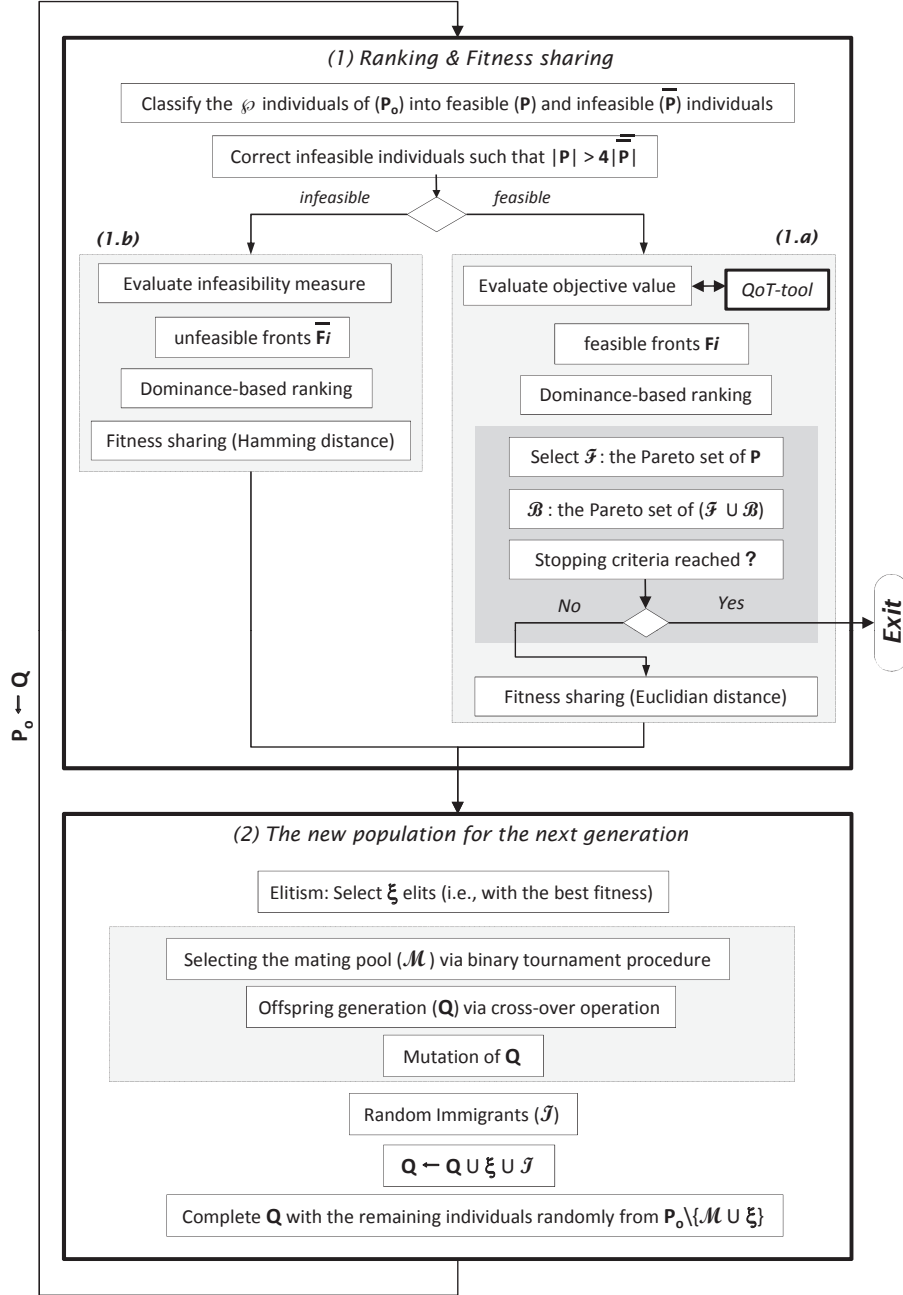 (1) Ranking & Fitness sharing
Classify the ℘ individuals of (P₀) into feasible (P) and infeasible (P̅) individuals
Correct infeasible individuals such that |P| > 4|P̿|
infeasible
feasible
(1.b)
(1.a)
Evaluate infeasibility measure
unfeasible fronts F̅i
Dominance-based ranking
Fitness sharing (Hamming distance)
Evaluate objective value
QoT-tool
feasible fronts Fi
Dominance-based ranking
Select ℱ: the Pareto set of P
ℬ : the Pareto set of (ℱ ∪ ℬ)
Stopping criteria reached ?
No
Yes
Exit
Fitness sharing (Euclidian distance)
P₀ ← Q
(2) The new population for the next generation
Elitism: Select ξ elits (i.e., with the best fitness)
Selecting the mating pool (ℳ) via binary tournament procedure
Offspring generation (Q) via cross-over operation
Mutation of Q
Random Immigrants (ℐ)
Q ← Q ∪ ξ ∪ ℐ
Complete Q with the remaining individuals randomly from P₀\{ℳ ∪ ξ}